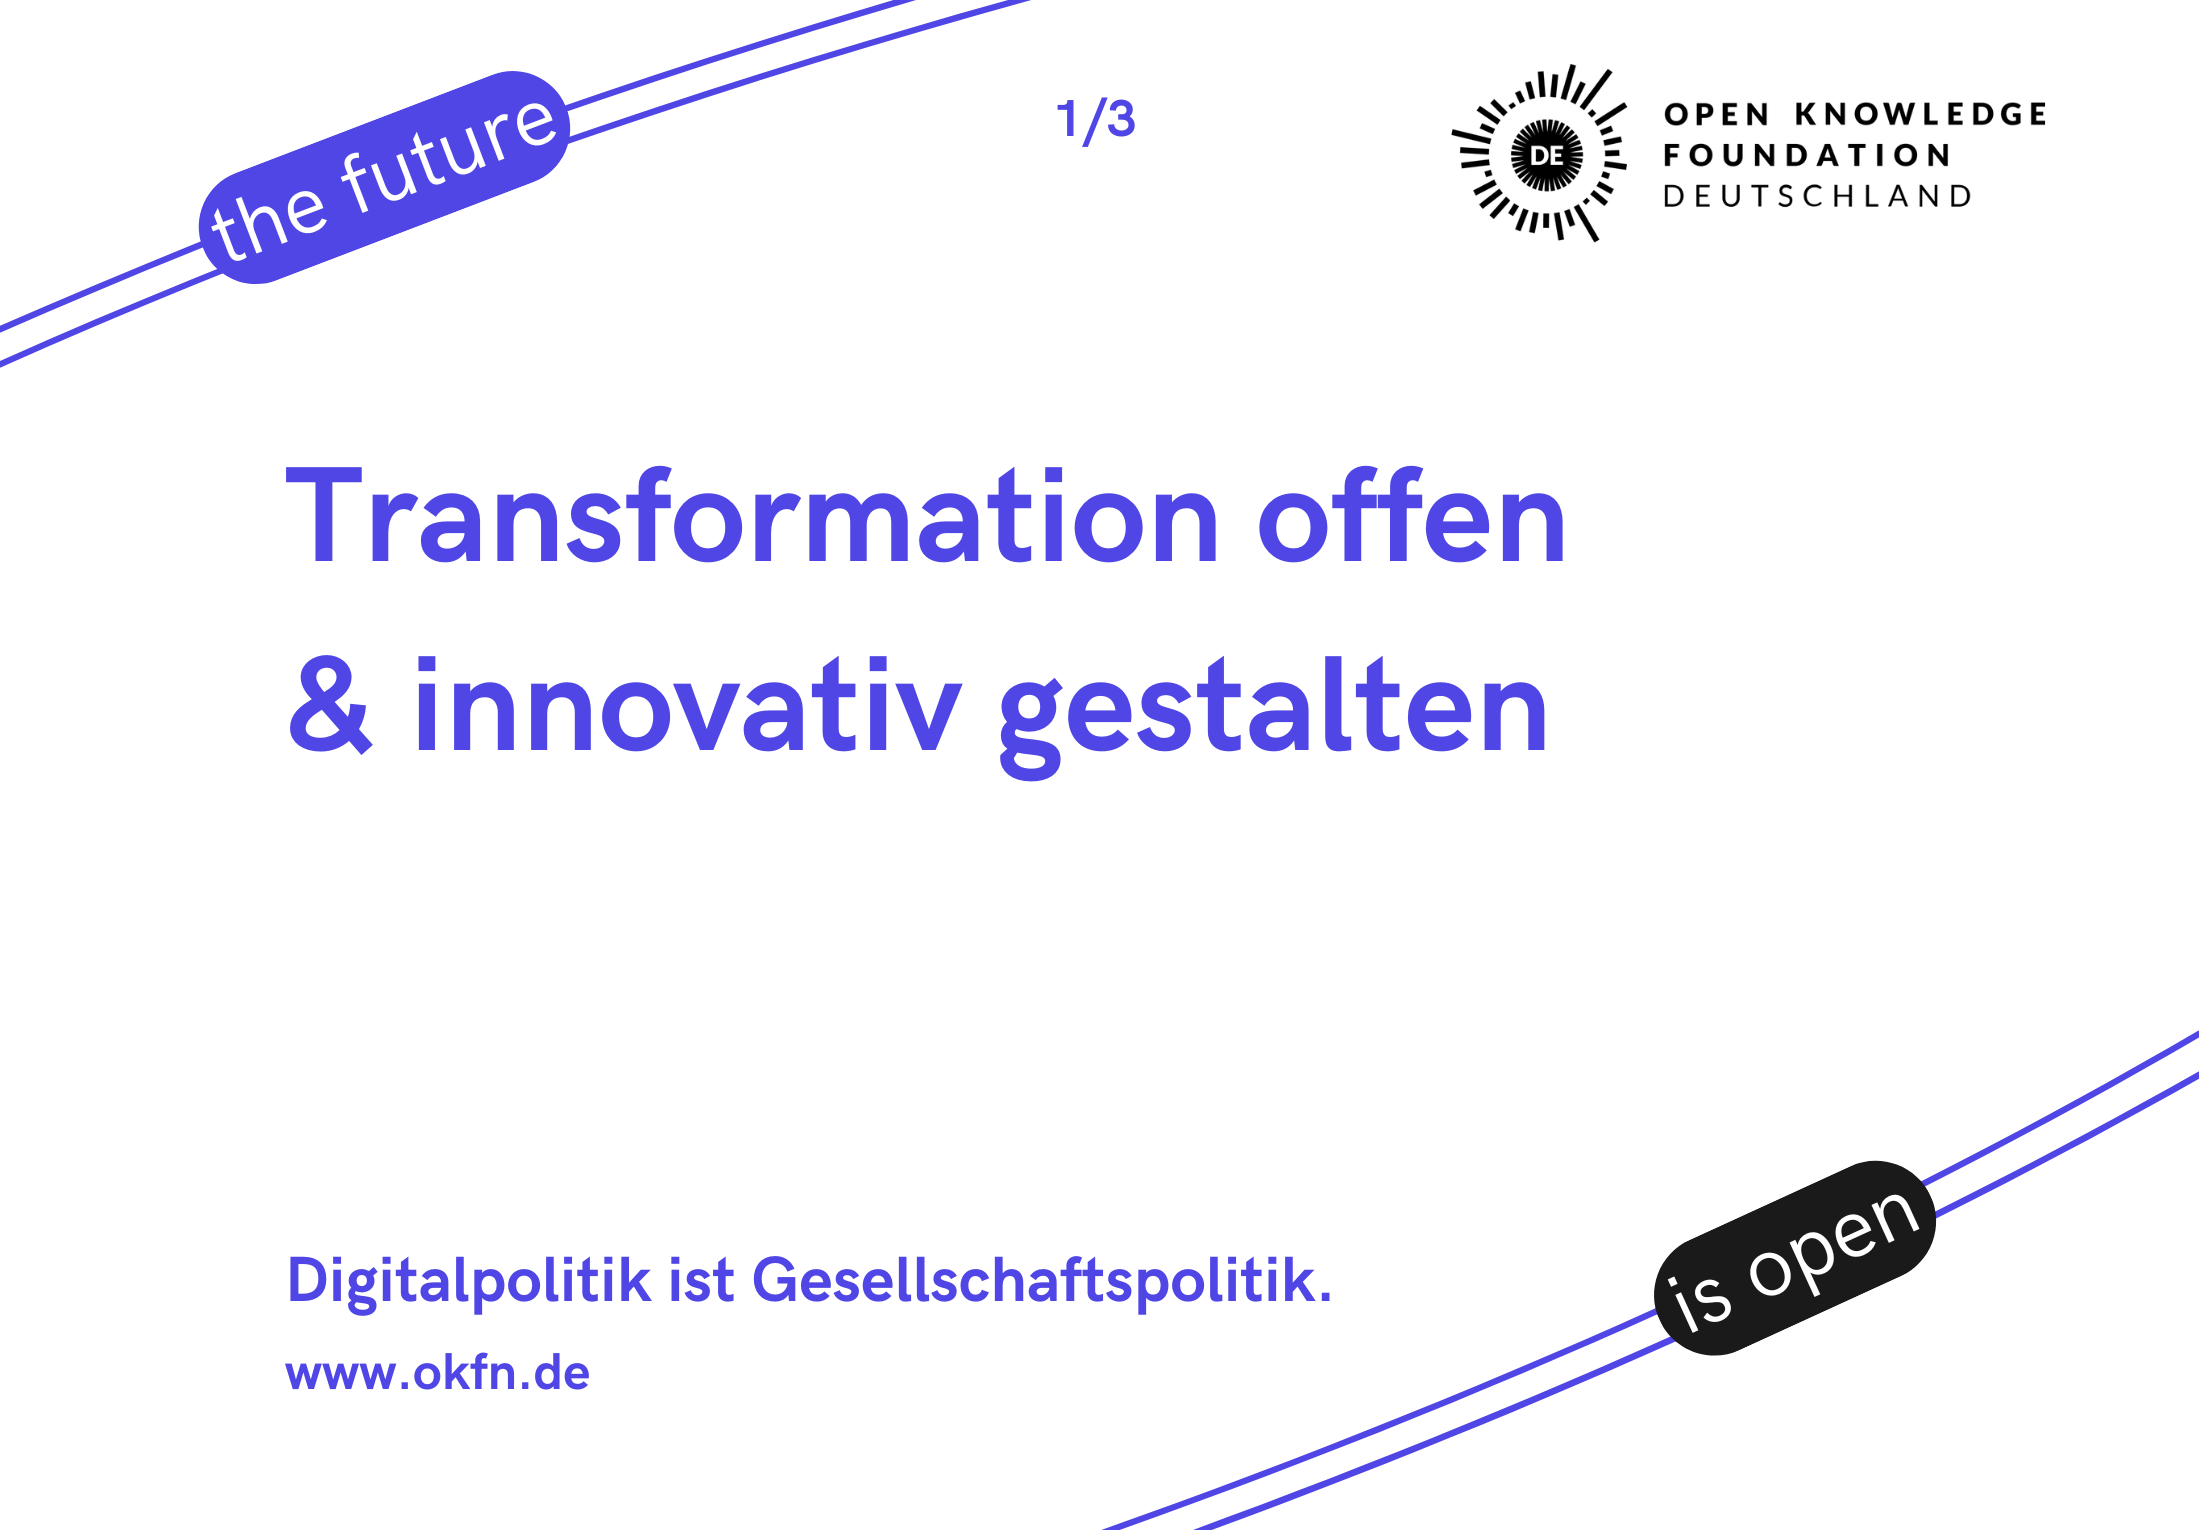 the future
1/3
DE
OPEN KNOWLEDGE
FOUNDATION
DEUTSCHLAND
Transformation offen
& innovativ gestalten
Digitalpolitik ist Gesellschaftspolitik.
www.okfn.de
is open